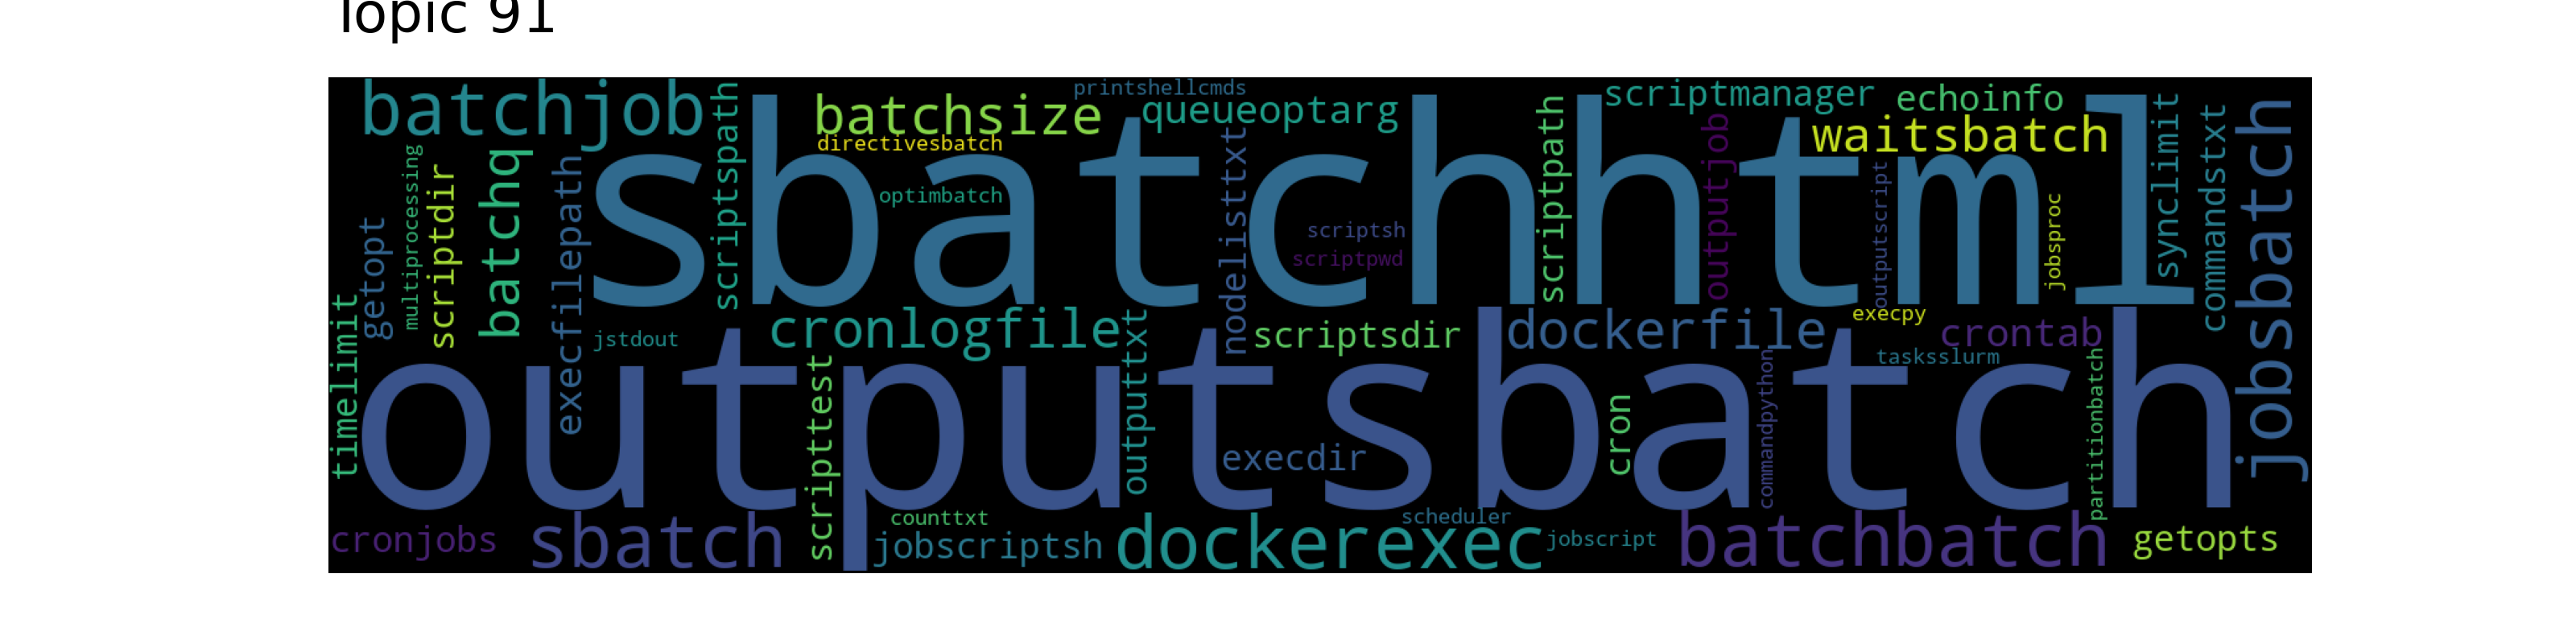 Topic 91
batchjob
scriptspath
batchsize
printshellcmds
queueoptarg
scriptmanager
echoinfo
waitsbatch
directivesbatch
sbatchhtml
optimbatch
multiprocessing
scriptdir
batchq
execfilepath
getopt
timelimit
nodelisttxt
scriptsh
scriptpwd
scriptpath
outputjob
outputscript
jobsproc
synclimit
commandstxt
jobsbatch
jstdout
cronlogfile
outputtxt
scriptsdir
dockerfile
execpy
crontab
tasksslurm
outputsbatch
scripttest
execdir
cron
commandpython
partitionbatch
cronjobs
sbatch
counttxt
jobscriptsh
dockerexec
scheduler
jobscript
batchbatch
getopts